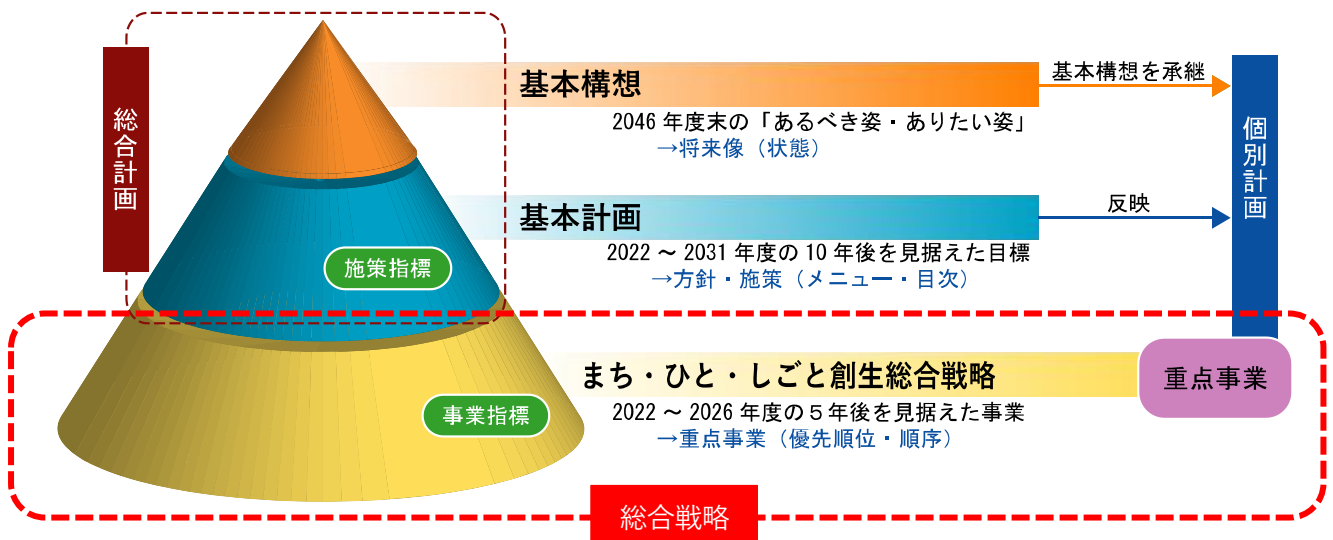 総合計画
基本構想
2046 年度末の「あるべき姿・ありたい姿」
→将来像（状態）
基本構想を承継
個別計画
基本計画
2022 ～ 2031 年度の 10 年後を見据えた目標
→方針・施策（メニュー・目次）
反映
施策指標
まち・ひと・しごと創生総合戦略
2022 ～ 2026 年度の５年後を見据えた事業
→重点事業（優先順位・順序）
重点事業
事業指標
総合戦略